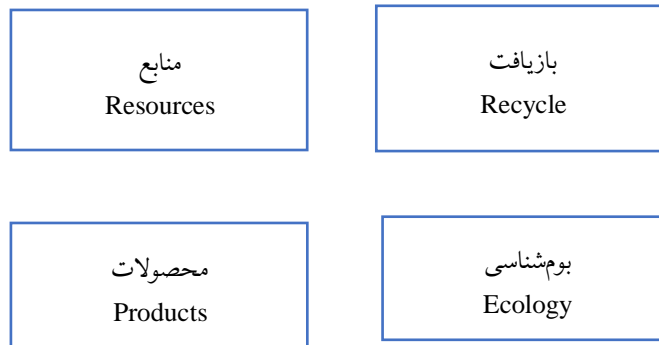 منابع
Resources
بازیافت
Recycle
محصولات
Products
بوم‌شناسی
Ecology